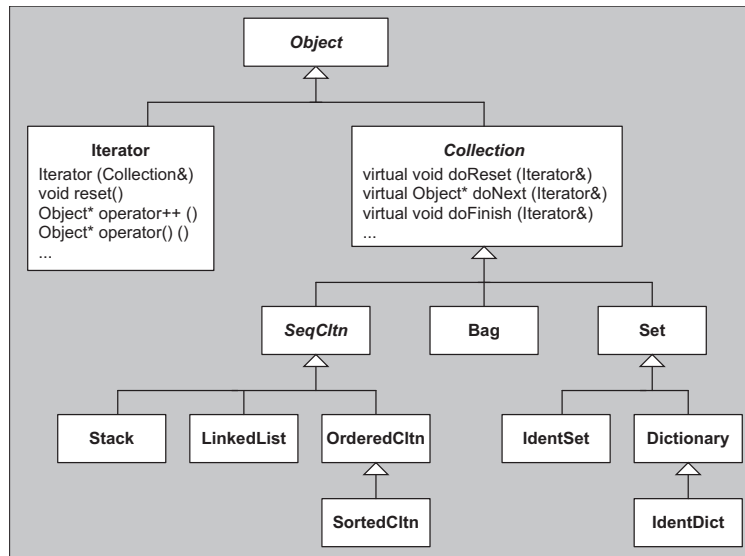 Object
Iterator
Iterator (Collection&)
void reset()
Object* operator++ ()
Object* operator() ()
...
Collection
virtual void doReset (Iterator&)
virtual Object* doNext (Iterator&)
virtual void doFinish (Iterator&)
...
SeqCltn
Bag
Set
Stack
LinkedList
OrderedCltn
IdentSet
Dictionary
SortedCltn
IdentDict